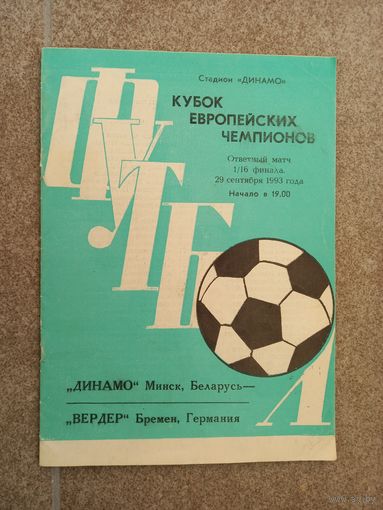 Стадион «ДИНАМО»
КУБОК
ЕВРОПЕЙСКИХ
ЧЕМПИОНОВ
Ответный матч
1/16 финала.
29 сентября 1993 года
Начало в 19.00
ФУТБОЛ
„ДИНАМО" Минск, Беларусь—
„ВЕРДЕР" Бремен, Германия